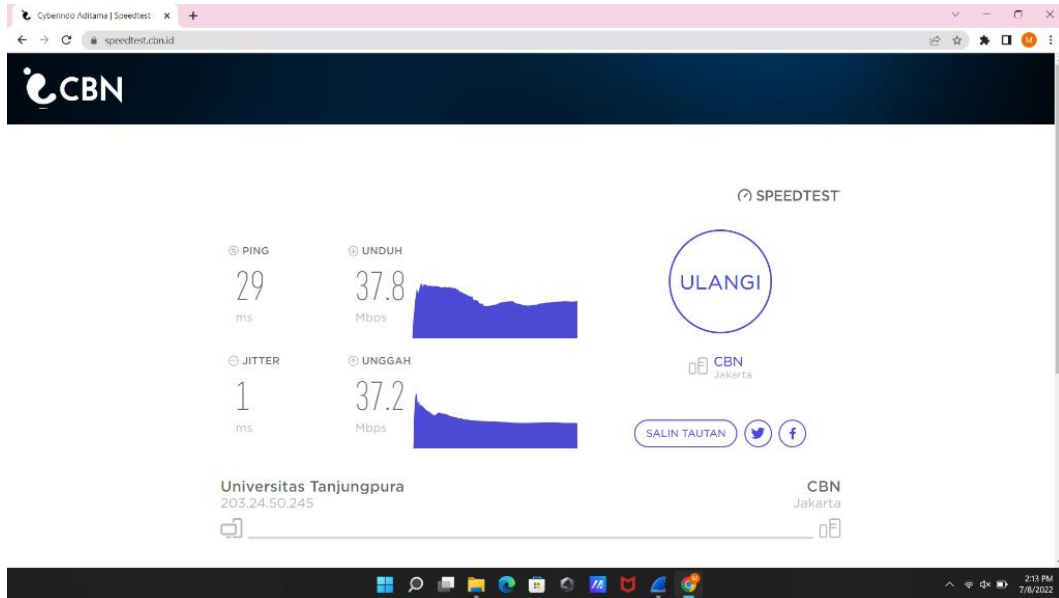 Cyberindo Aditama | Speedtest
speedtest.cbn.id
M
CBN
SPEEDTEST
PING
29
ms
UNDUH
37.8
Mbps
ULANGI
JITTER
1
ms
UNGGAH
37.2
Mbps
CBN
Jakarta
SALIN TAUTAN
Universitas Tanjungpura
203.24.50.245
CBN
Jakarta
2:13 PM
7/8/2022